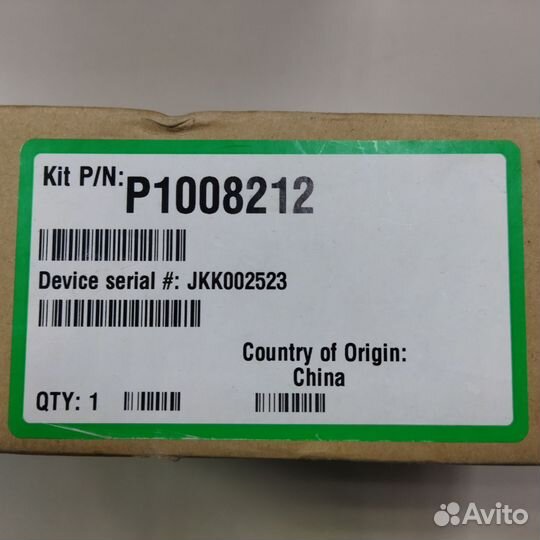 Kit P/N: P1008212
Device serial #: JKK002523
Country of Origin:
China
QTY: 1
Avito